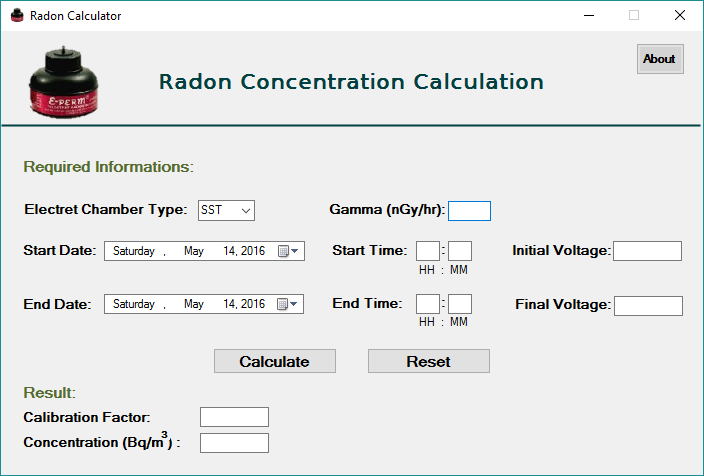 Radon Calculator
E-PERM®
Radon Concentration Calculation
About
Required Informations:
Electret Chamber Type: SST Gamma (nGy/hr):
Start Date: Saturday , May 14, 2016 Start Time: : Initial Voltage:
HH : MM
End Date: Saturday , May 14, 2016 End Time: : Final Voltage:
HH : MM
Calculate Reset
Result:
Calibration Factor:
Concentration (Bq/m³) :